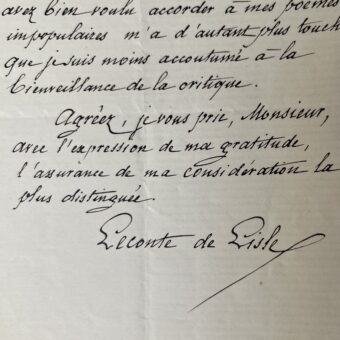 avez bien voulu accorder à mes poèmes
impopulaires m'a d'autant plus touch
que je suis moins accoutumé à la
bienveillance de la critique.
Agréez, je vous prie, Monsieur,
avec l'expression de ma gratitude,
l'assurance de ma considération la
plus distinguée.
Leconte de Lisle